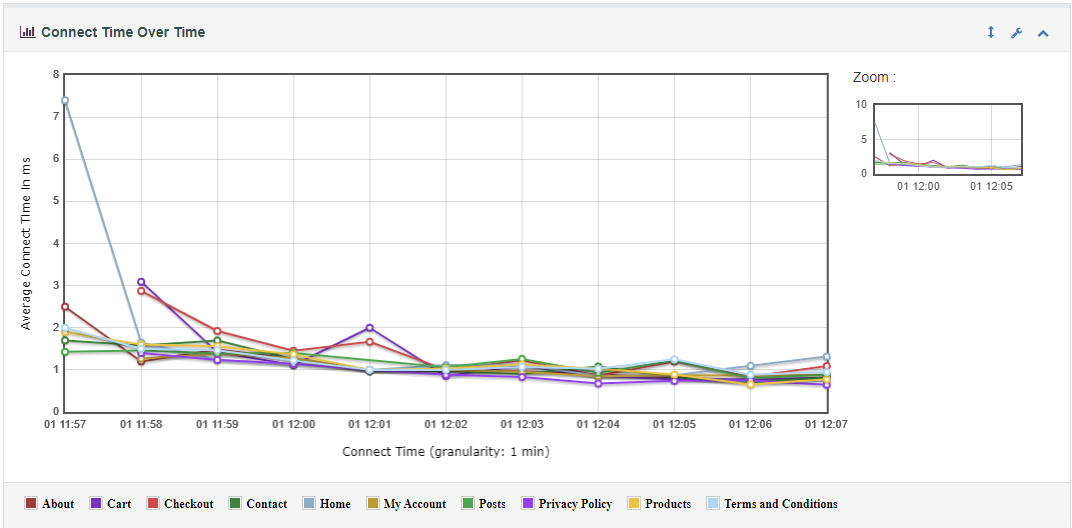 Connect Time Over Time
Zoom :
8
7
6
5
4
3
2
1
0
Average Connect Time In ms
01 11:57 01 11:58 01 11:59 01 12:00 01 12:01 01 12:02 01 12:03 01 12:04 01 12:05 01 12:06 01 12:07
Connect Time (granularity: 1 min)
10
5
0
01 12:00 01 12:05
About Cart Checkout Contact Home My Account Posts Privacy Policy Products Terms and Conditions